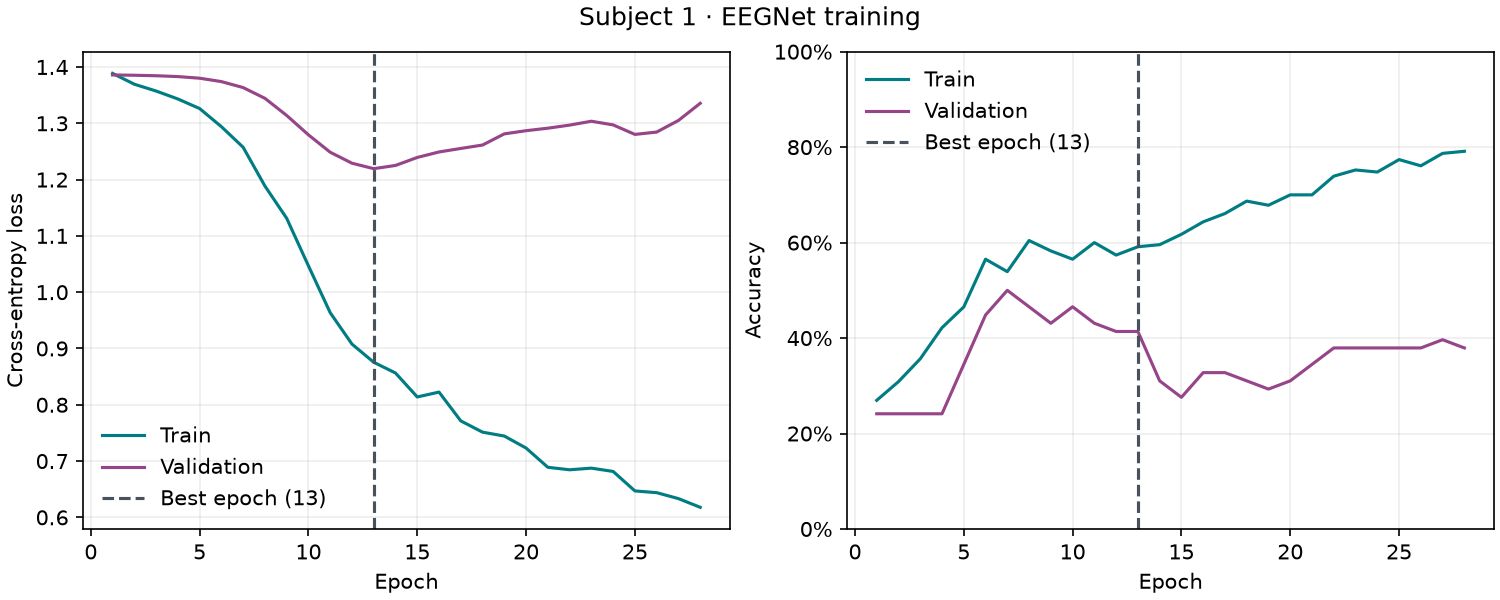 Subject 1 · EEGNet training
Cross-entropy loss
1.4
1.3
1.2
1.1
1.0
0.9
0.8
0.7
0.6
Train
Validation
Best epoch (13)
0 5 10 15 20 25
Epoch
Accuracy
100%
80%
60%
40%
20%
0%
Train
Validation
Best epoch (13)
0 5 10 15 20 25
Epoch